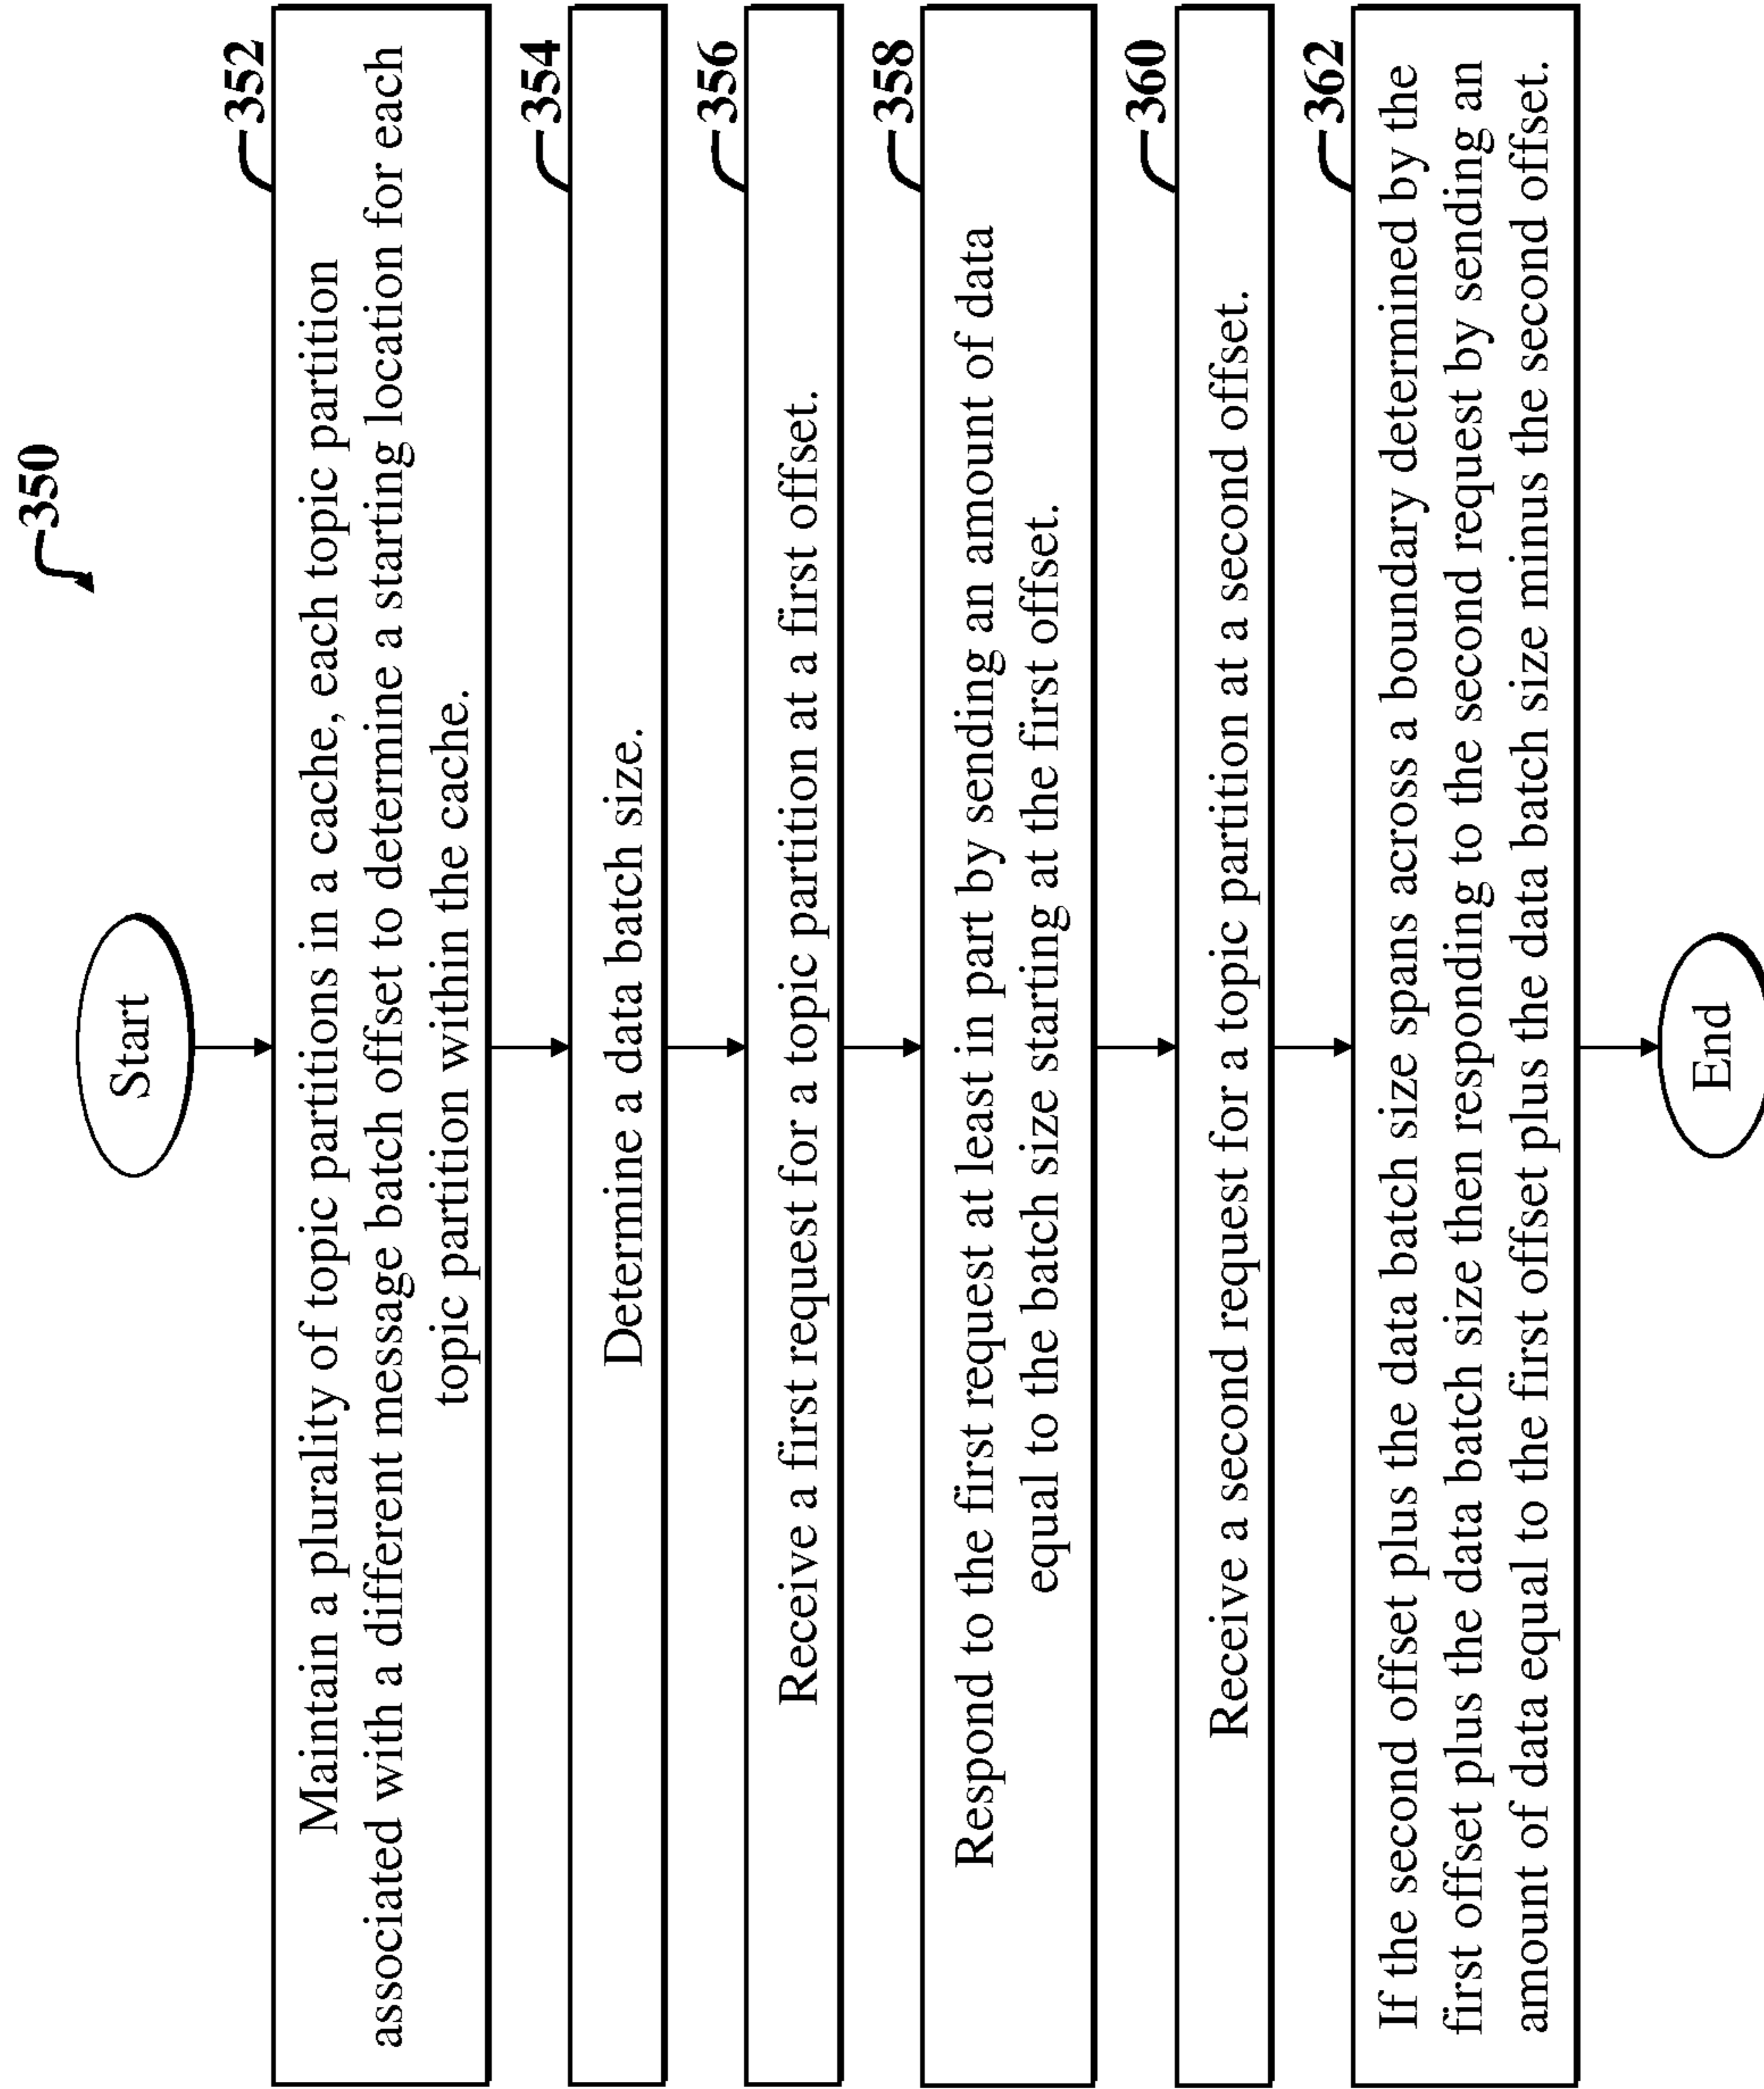 350
Start
352
Maintain a plurality of topic partitions in a cache, each topic partition
associated with a different message batch offset to determine a starting location for each
topic partition within the cache.
354
Determine a data batch size.
356
Receive a first request for a topic partition at a first offset.
358
Respond to the first request at least in part by sending an amount of data
equal to the batch size starting at the first offset.
360
Receive a second request for a topic partition at a second offset.
362
If the second offset plus the data batch size spans across a boundary determined by the
first offset plus the data batch size then responding to the second request by sending an
amount of data equal to the first offset plus the data batch size minus the second offset.
End